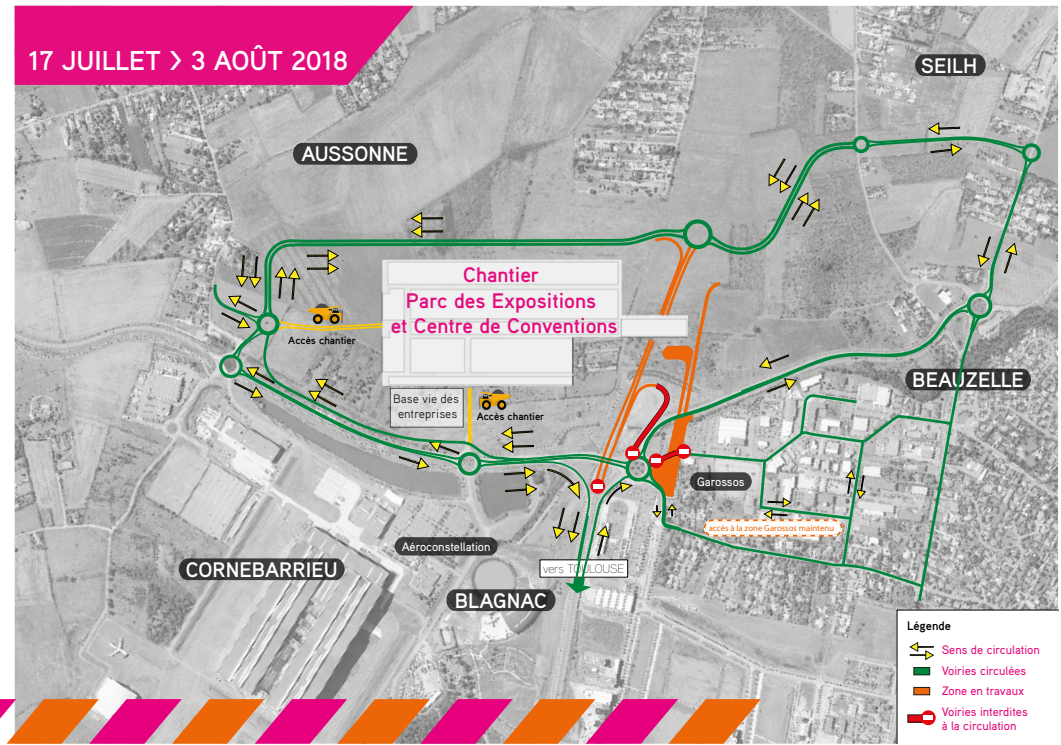 17 JUILLET > 3 AOÛT 2018
SEILH
AUSSONNE
Chantier
Parc des Expositions
et Centre de Conventions
Accès chantier
BEAUZELLE
Base vie des
entreprises
Accès chantier
Garossos
accès à la zone Garossos maintenu
Aéroconstellation
CORNEBARRIEU
vers TOULOUSE
BLAGNAC
Légende
Sens de circulation
Voiries circulées
Zone en travaux
Voiries interdites
à la circulation